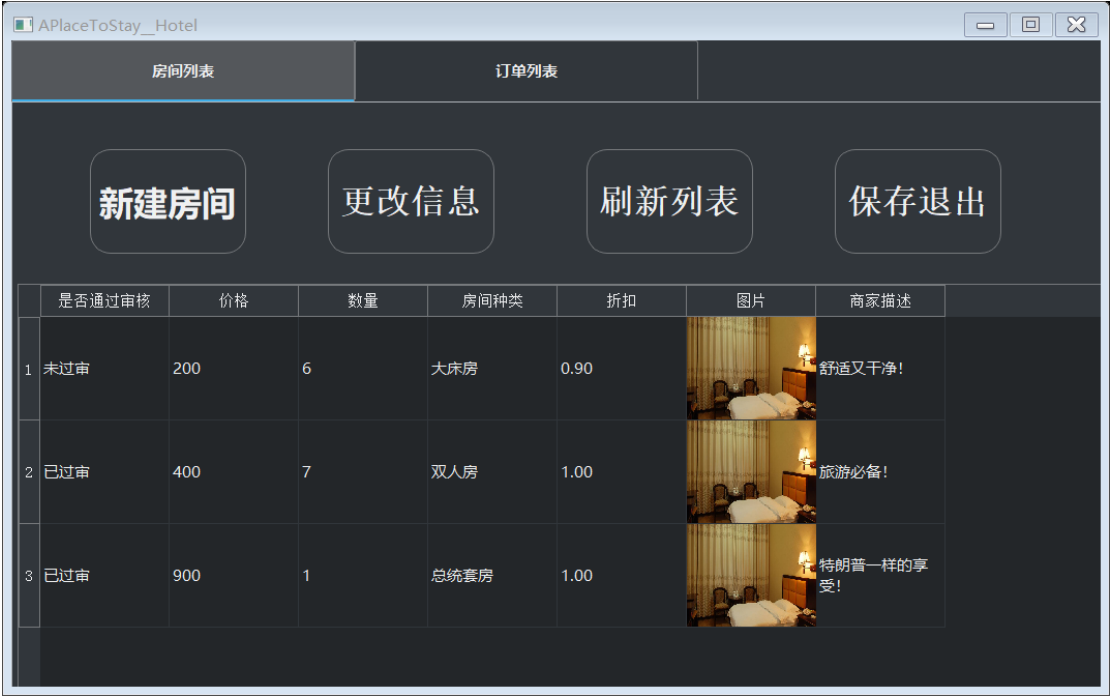 APlaceToStay__Hotel
房间列表 订单列表
新建房间 更改信息 刷新列表 保存退出
是否通过审核 价格 数量 房间种类 折扣 图片 商家描述
1 未过审 200 6 大床房 0.90 舒适又干净！
2 已过审 400 7 双人房 1.00 旅游必备！
3 已过审 900 1 总统套房 1.00 特朗普一样的享
受！